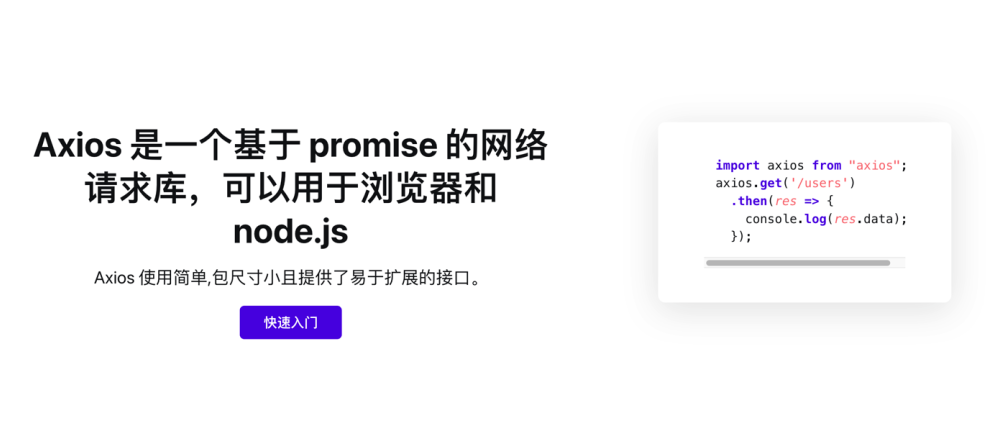 Axios 是一个基于 promise 的网络
请求库，可以用于浏览器和
node.js
Axios 使用简单,包尺寸小且提供了易于扩展的接口。
快速入门
import axios from "axios";
axios.get('/users')
  .then(res => {
    console.log(res.data);
  });